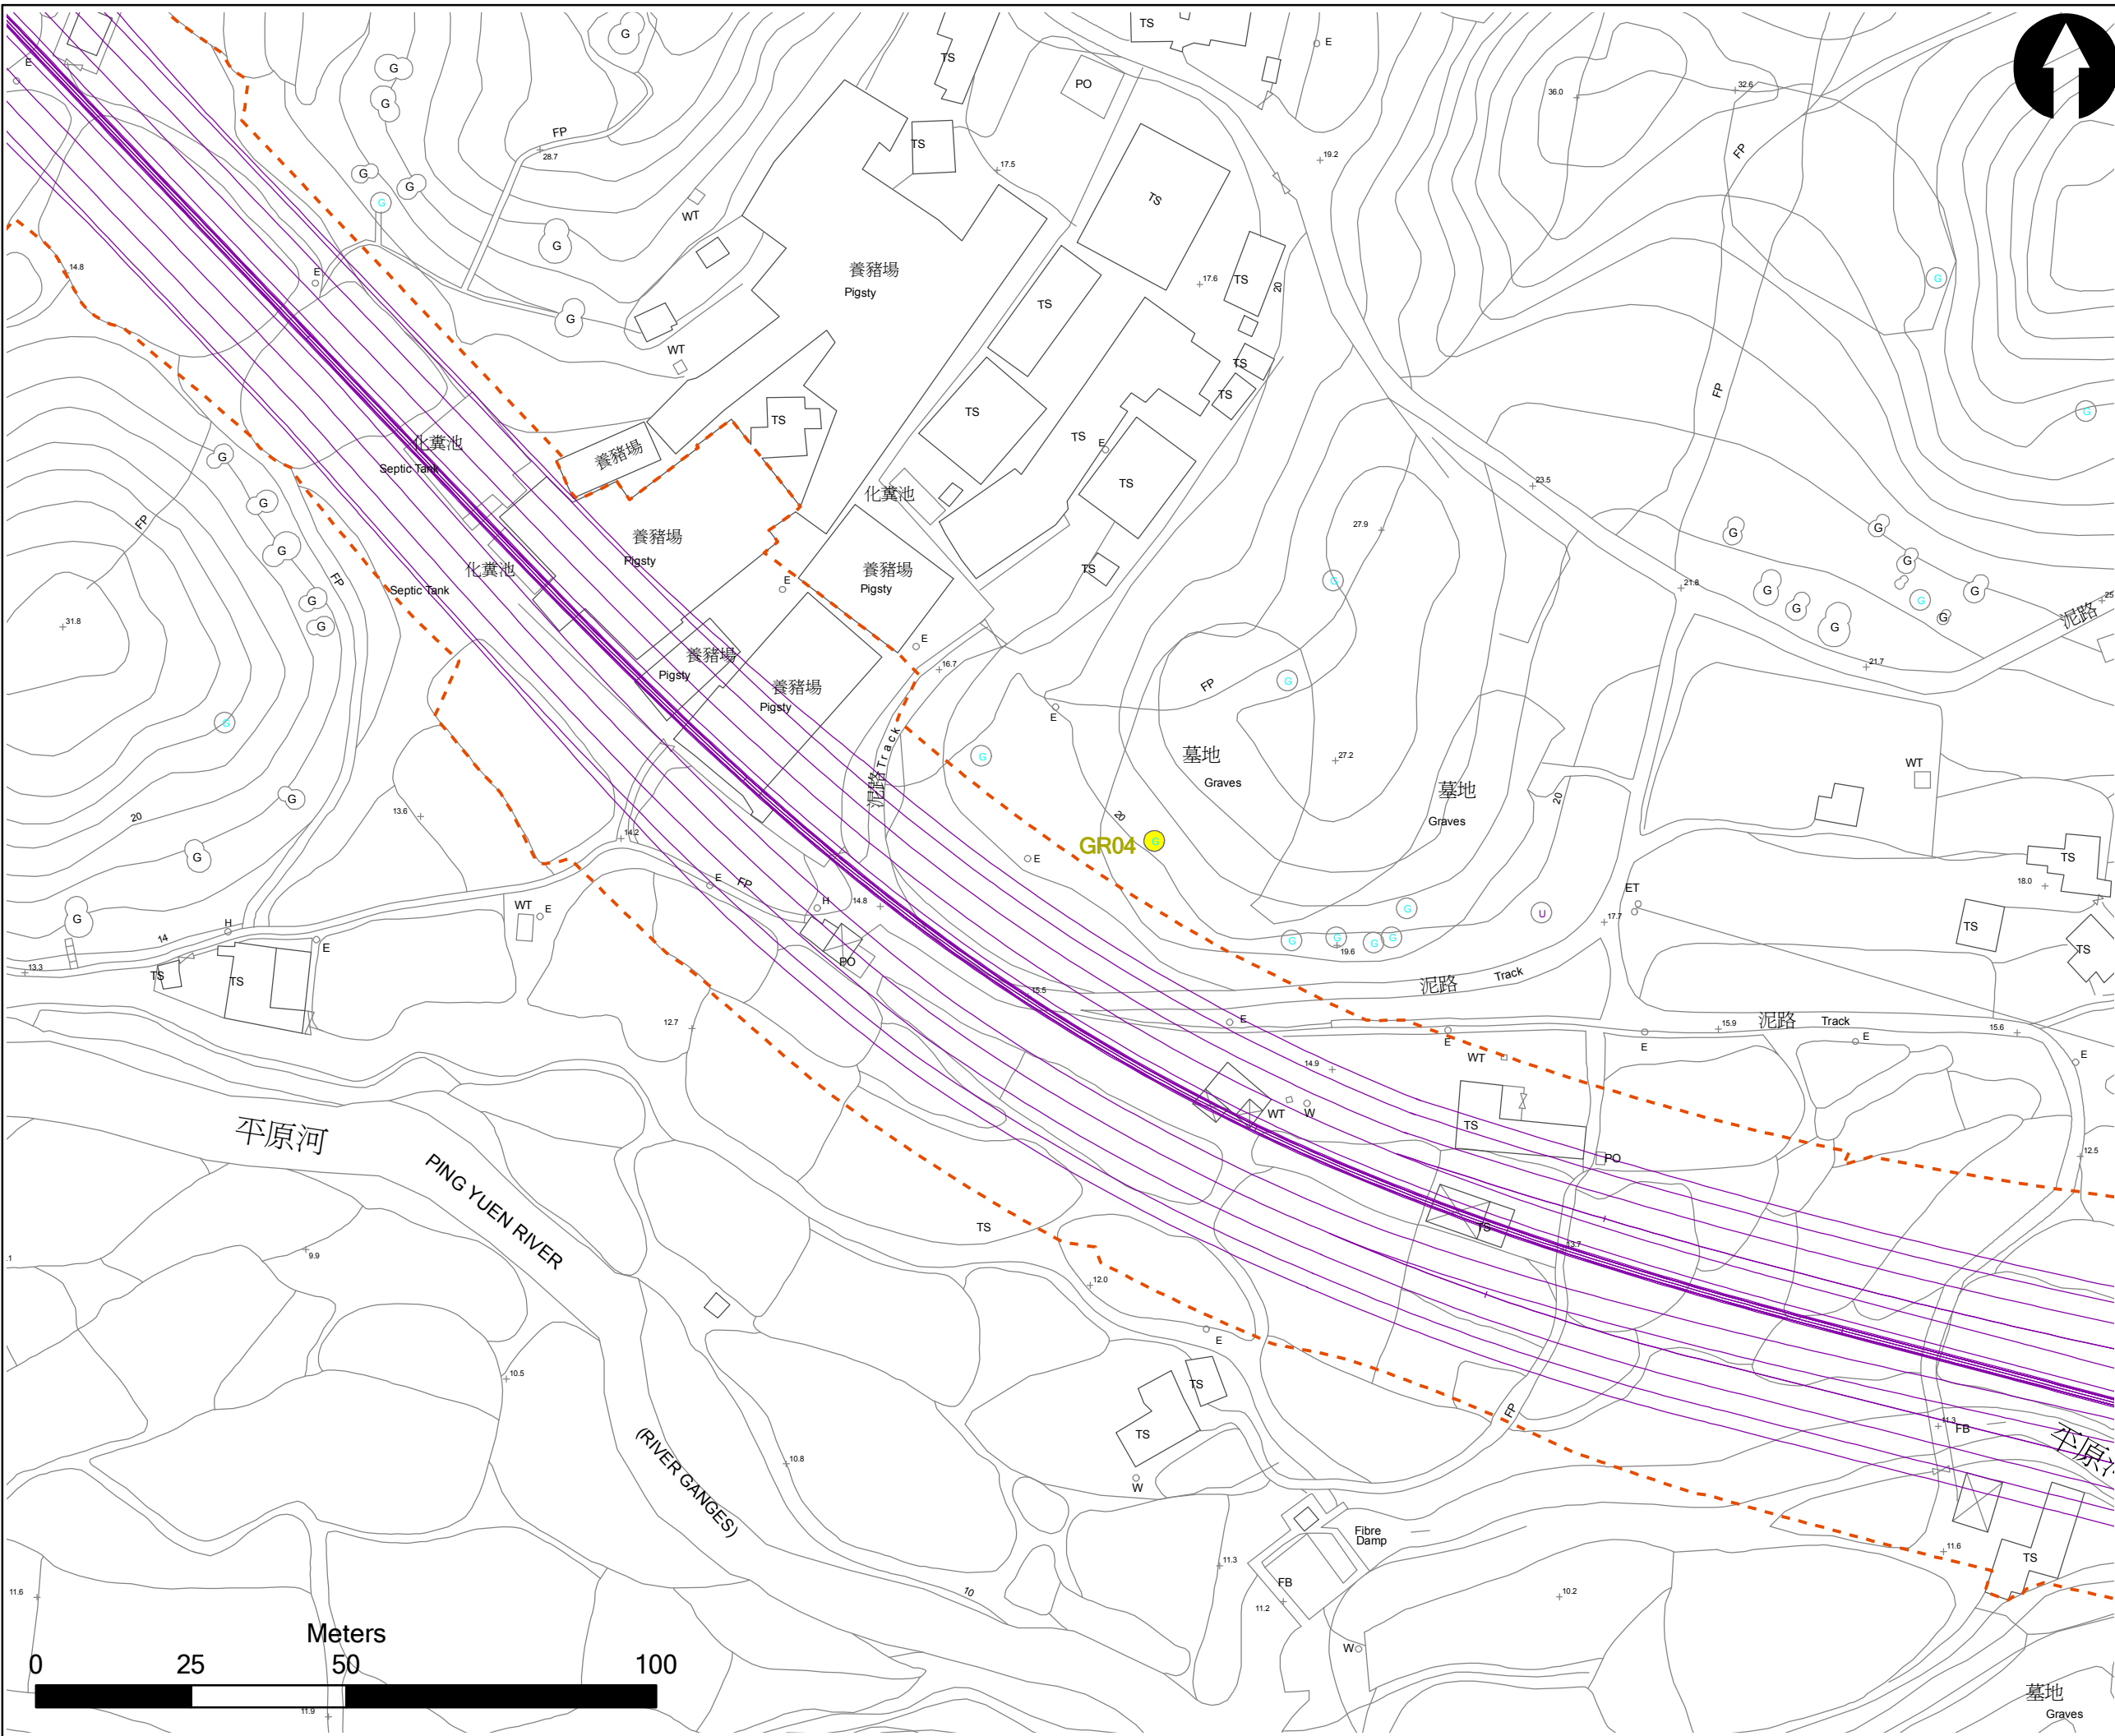 TS
E
G
TS
E
G
G
PO
36.0
32.6
G
FP
28.7
TS
17.5
19.2
FP
G
G
G
WT
TS
G
養豬場
Pigsty
E
14.8
TS
17.6
TS
20
G
G
TS
WT
TS
TS
FP
G
化糞池
Septic Tank
養豬場
TS
TS
TS
E
G
G
FP
化糞池
TS
23.5
27.9
G
G
G
養豬場
Pigsty
化糞池
Septic Tank
FP
E
養豬場
Pigsty
TS
G
21.8
G
G
G
G
G
G
G
G
泥路
25
31.8
養豬場
Pigsty
E
16.7
養豬場
Pigsty
FP
G
21.7
G
E
泥路 Track
G
墓地
Graves
27.2
墓地
Graves
20
WT
G
20
13.6
14.2
20
GR04
G
E
G
TS
E
FP
ET
18.0
G
WT
E
H
14.8
G
U
17.7
TS
14
H
E
TS
13.3
TS
TS
PO
G
G
G
G
19.6
泥路
Track
15.5
12.7
E
E
WT
E
15.9
泥路
Track
E
15.6
E
14.9
平原河
WT
W
TS
PO
12.5
PING YUEN RIVER
TS
TS
13.7
9.9
.1
12.0
E
10.5
TS
FP
11.3
FB
平原河
TS
(RIVER GANGES)
10.8
W
Fibre
Damp
11.3
FB
11.2
10.2
11.6
TS
11.6
10
Meters
W
0
25
50
100
11.9
墓地
Graves